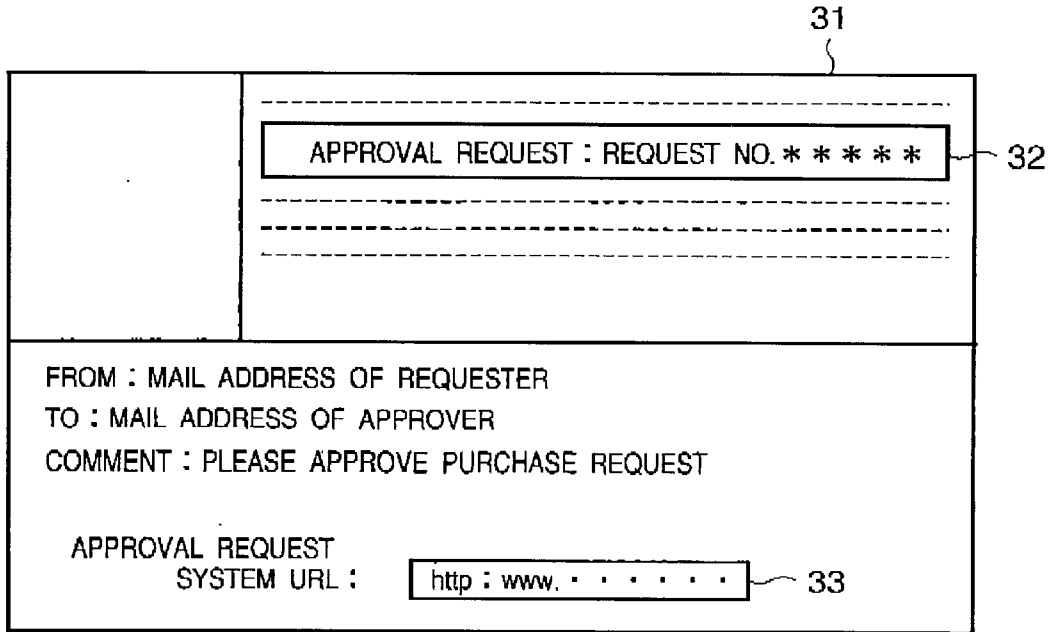 31
APPROVAL REQUEST : REQUEST NO. * * * * *
32
FROM : MAIL ADDRESS OF REQUESTER
TO : MAIL ADDRESS OF APPROVER
COMMENT : PLEASE APPROVE PURCHASE REQUEST
APPROVAL REQUEST
SYSTEM URL :
http : www. · · · · · ·
33